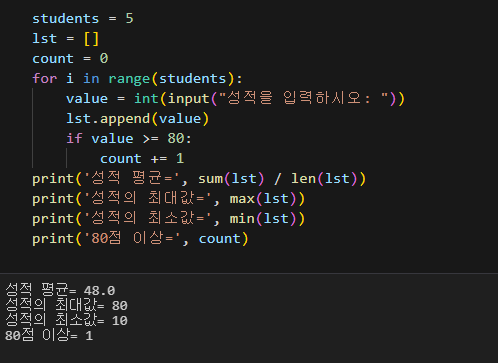 students = 5
lst = []
count = 0
for i in range(students):
    value = int(input("성적을 입력하시오: "))
    lst.append(value)
    if value >= 80:
        count += 1
print('성적 평균=', sum(lst) / len(lst))
print('성적의 최대값=', max(lst))
print('성적의 최소값=', min(lst))
print('80점 이상=', count)
성적 평균= 48.0
성적의 최대값= 80
성적의 최소값= 10
80점 이상= 1